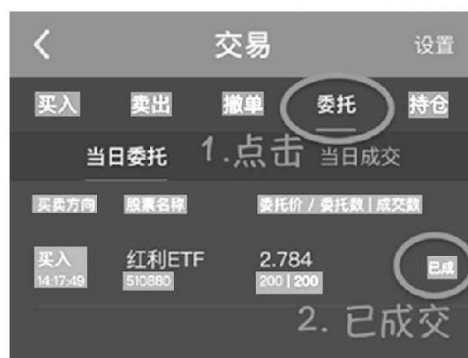 交易 设置
买入 卖出 撤单 委托 持仓
当日委托 1.点击 当日成交
买卖方向 股票名称 委托价 / 委托数 | 成交数
买入 红利ETF 2.784 已成
14:17:49 510880 200 | 200
2. 已成交